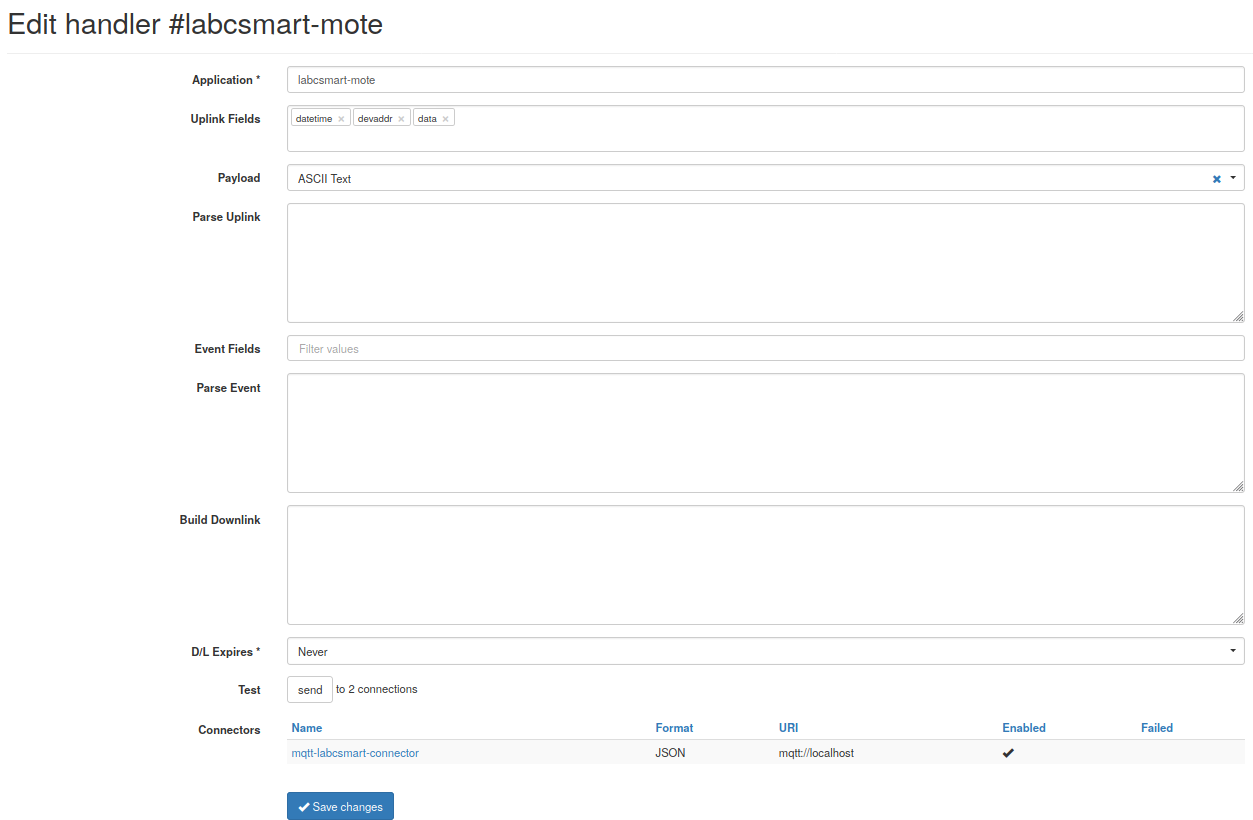 Edit handler #labcsmart-mote
Application * labcsmart-mote
Uplink Fields datetime × devaddr × data ×
Payload ASCII Text
Parse Uplink
Event Fields Filter values
Parse Event
Build Downlink
D/L Expires * Never
Test send to 2 connections
Connectors Name Format URI Enabled Failed
mqtt-labcsmart-connector JSON mqtt://localhost
Save changes